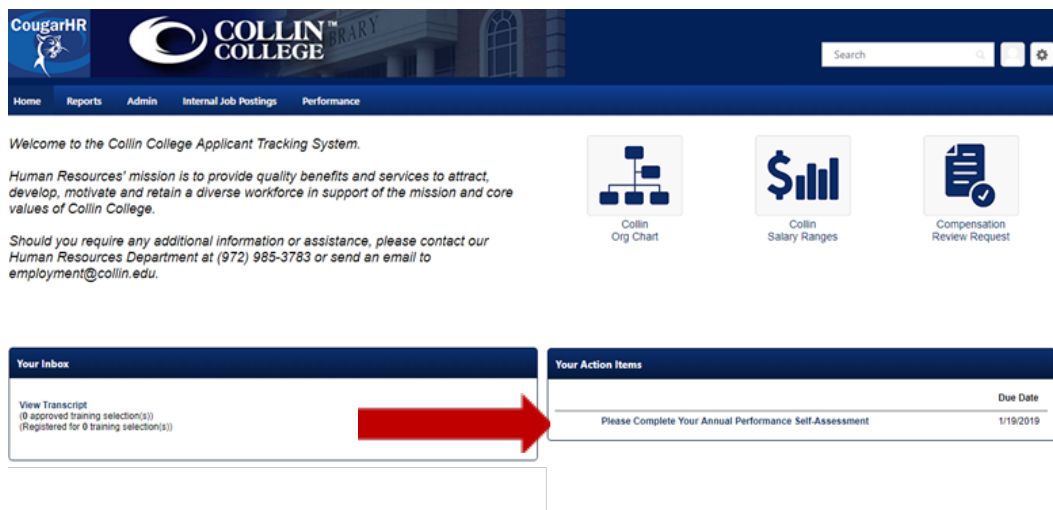 CougarHR
COLLIN™
COLLEGE
BRARY
Search
Home Reports Admin Internal Job Postings Performance
Welcome to the Collin College Applicant Tracking System.
Human Resources' mission is to provide quality benefits and services to attract,
develop, motivate and retain a diverse workforce in support of the mission and core
values of Collin College.
Should you require any additional information or assistance, please contact our
Human Resources Department at (972) 985-3783 or send an email to
employment@collin.edu.
Collin
Org Chart
Collin
Salary Ranges
Compensation
Review Request
Your Inbox
View Transcript
(0 approved training selection(s))
(Registered for 0 training selection(s))
Your Action Items
Due Date
Please Complete Your Annual Performance Self-Assessment 1/19/2019